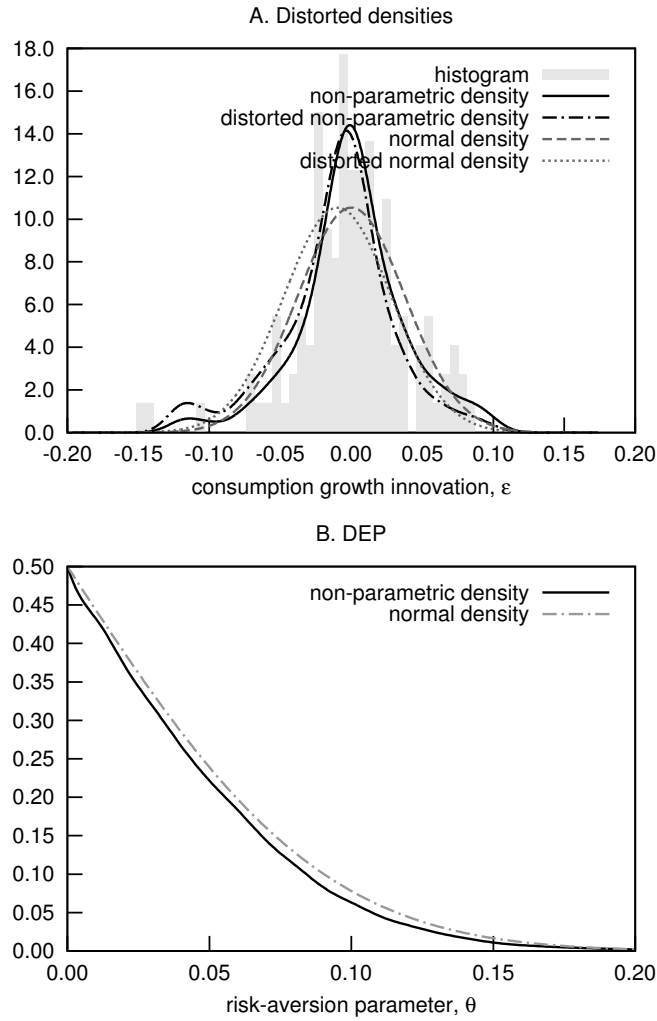 A. Distorted densities
18.0
16.0
14.0
12.0
10.0
8.0
6.0
4.0
2.0
0.0
histogram
non-parametric density
distorted non-parametric density
normal density
distorted normal density
-0.20 -0.15 -0.10 -0.05 0.00 0.05 0.10 0.15 0.20
consumption growth innovation, ε
B. DEP
0.50
0.45
0.40
0.35
0.30
0.25
0.20
0.15
0.10
0.05
0.00
non-parametric density
normal density
0.00 0.05 0.10 0.15 0.20
risk-aversion parameter, θ